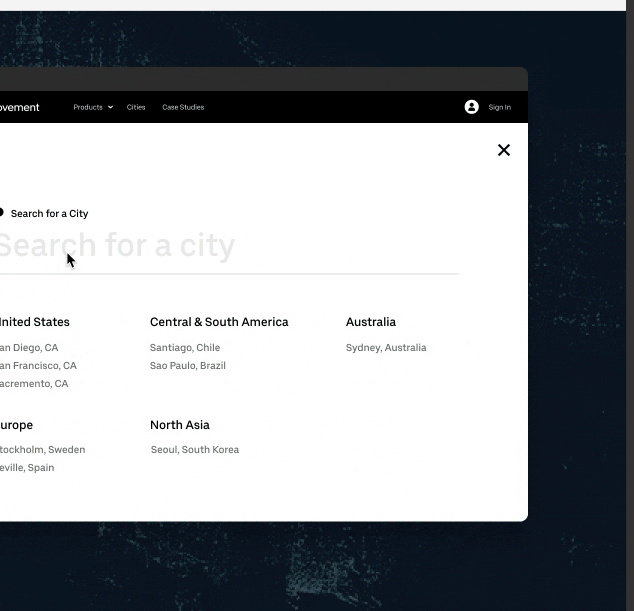 ovement Products Cities Case Studies Sign In
Search for a City
Search for a city
nited States Central & South America Australia
an Diego, CA Santiago, Chile Sydney, Australia
an Francisco, CA Sao Paulo, Brazil
acremento, CA
urope North Asia
tockholm, Sweden Seoul, South Korea
eville, Spain